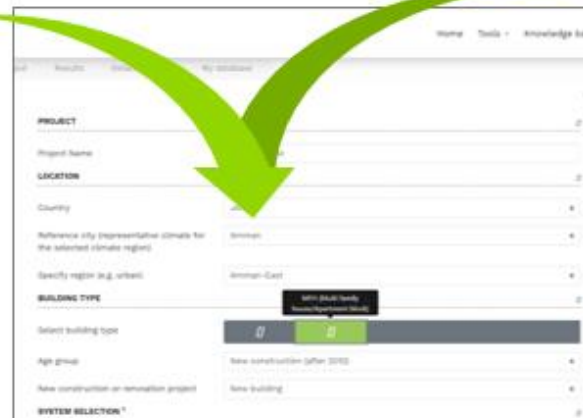 Home Tools Knowledge
Results
My database
PROJECT
Project Name
LOCATION
Country
Reference city (representative climate for Amman
the selected climate region)
Specify region (e.g. urban) Amman-East
BUILDING TYPE
MFH (Multi family
house/Apartment block)
Select building type
Age group New construction (after 2010)
New construction or renovation project New building
SYSTEM SELECTION *